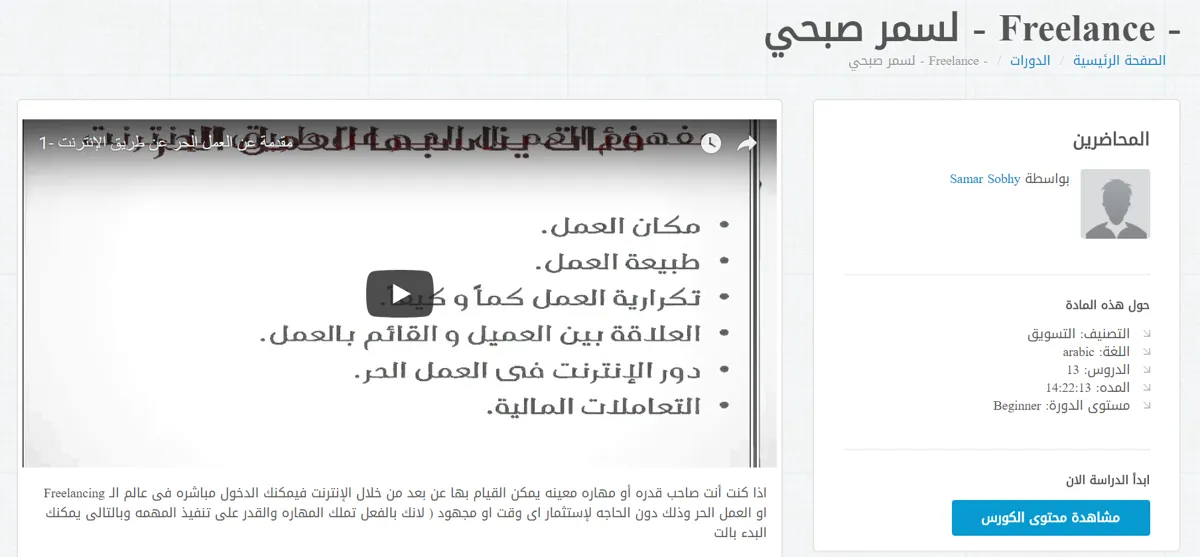 - Freelance - لسمر صبحي
الصفحة الرئيسية / الدورات / - Freelance - لسمر صبحي
المحاضرين
بواسطة Samar Sobhy
حول هذه المادة
التصنيف: التسويق
اللغة: arabic
الدروس: 13
المده: 14:22:13
مستوى الدورة: Beginner
ابدأ الدراسة الان
مشاهدة محتوى الكورس
1- مقدمة عن العمل الحر عن طريق الإنترنت
• مكان العمل.
• طبيعة العمل.
• تكرارية العمل كماً و كيفاً.
• العلاقة بين العميل و القائم بالعمل.
• دور الإنترنت فى العمل الحر.
• التعاملات المالية.
اذا كنت أنت صاحب قدره أو مهاره معينه يمكن القيام بها عن بعد من خلال الإنترنت فيمكنك الدخول مباشره فى عالم الـ Freelancing
او العمل الحر وذلك دون الحاجه لإستثمار اى وقت او مجهود ( لانك بالفعل تملك المهاره والقدر على تنفيذ المهمه وبالتالى يمكنك
البدء بالت